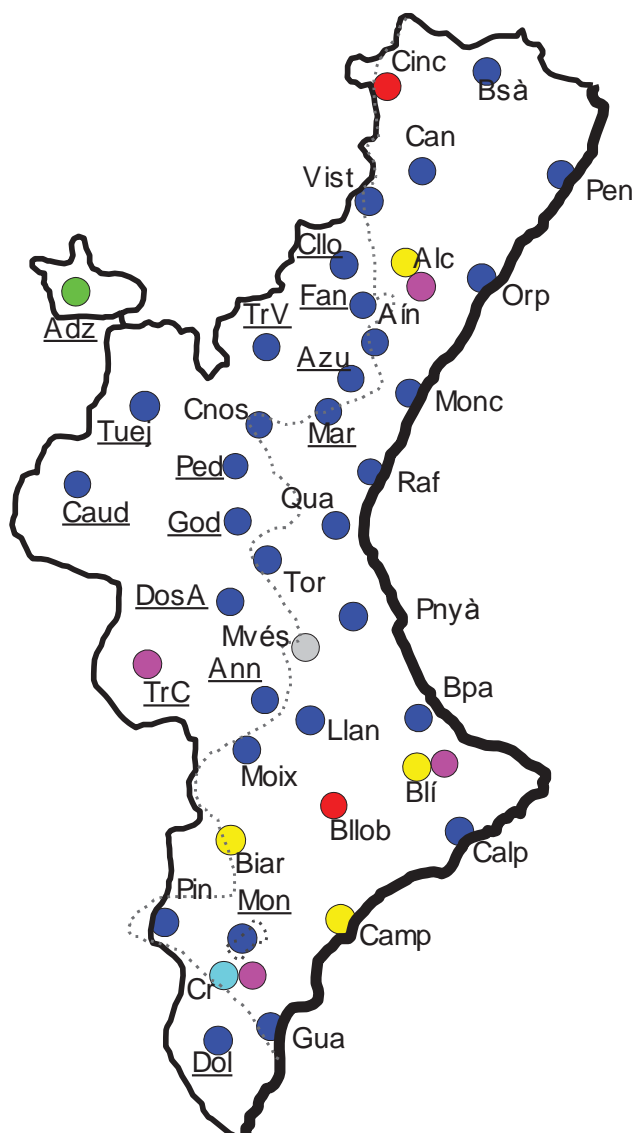 Cinc
Bsà
Can
Pen
Vist
Cllo
Alc
Orp
Fan
Adz
TrV
Aín
Azu
Monc
Cnos
Mar
Tuej
Ped
Raf
Caud
Qua
God
Tor
DosA
Pnyà
Mvés
TrC
Ann
Bpa
Llan
Moix
Blí
Bllob
Calp
Biar
Pin
Mon
Camp
Cr
Gua
Dol